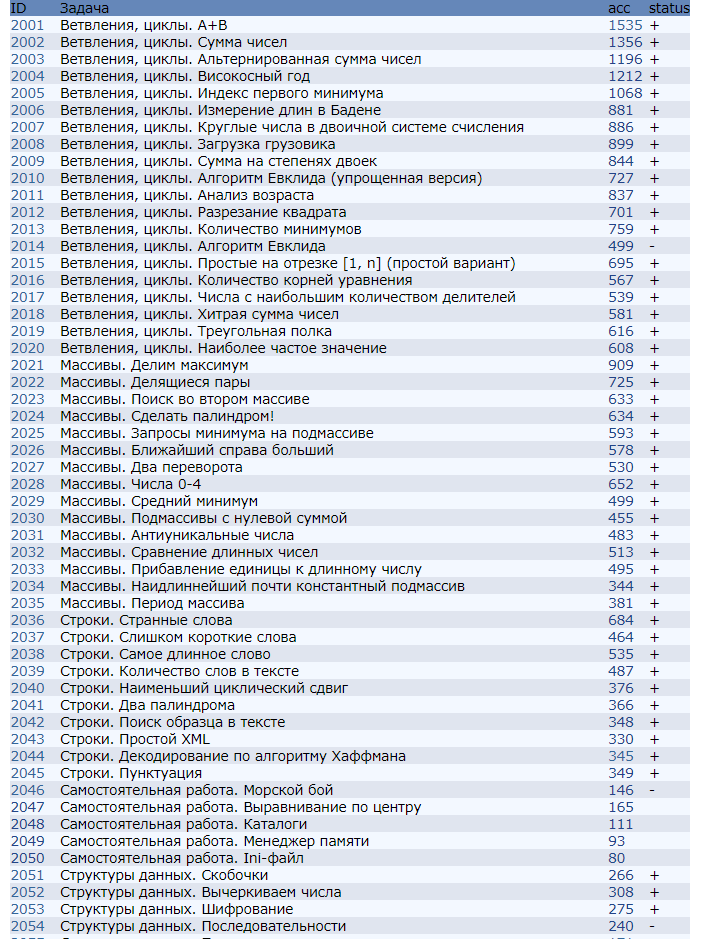 ID Задача acc status
2001 Ветвления, циклы. A+B 1535 +
2002 Ветвления, циклы. Сумма чисел 1356 +
2003 Ветвления, циклы. Альтернированная сумма чисел 1196 +
2004 Ветвления, циклы. Високосный год 1212 +
2005 Ветвления, циклы. Индекс первого минимума 1068 +
2006 Ветвления, циклы. Измерение длин в Бадене 881 +
2007 Ветвления, циклы. Круглые числа в двоичной системе счисления 886 +
2008 Ветвления, циклы. Загрузка грузовика 899 +
2009 Ветвления, циклы. Сумма на степенях двоек 844 +
2010 Ветвления, циклы. Алгоритм Евклида (упрощенная версия) 727 +
2011 Ветвления, циклы. Анализ возраста 837 +
2012 Ветвления, циклы. Разрезание квадрата 701 +
2013 Ветвления, циклы. Количество минимумов 759 +
2014 Ветвления, циклы. Алгоритм Евклида 499 -
2015 Ветвления, циклы. Простые на отрезке [1, n] (простой вариант) 695 +
2016 Ветвления, циклы. Количество корней уравнения 567 +
2017 Ветвления, циклы. Числа с наибольшим количеством делителей 539 +
2018 Ветвления, циклы. Хитрая сумма чисел 581 +
2019 Ветвления, циклы. Треугольная полка 616 +
2020 Ветвления, циклы. Наиболее частое значение 608 +
2021 Массивы. Делим максимум 909 +
2022 Массивы. Делящиеся пары 725 +
2023 Массивы. Поиск во втором массиве 633 +
2024 Массивы. Сделать палиндром! 634 +
2025 Массивы. Запросы минимума на подмассиве 593 +
2026 Массивы. Ближайший справа больший 578 +
2027 Массивы. Два переворота 530 +
2028 Массивы. Числа 0-4 652 +
2029 Массивы. Средний минимум 499 +
2030 Массивы. Подмассивы с нулевой суммой 455 +
2031 Массивы. Антиуникальные числа 483 +
2032 Массивы. Сравнение длинных чисел 513 +
2033 Массивы. Прибавление единицы к длинному числу 495 +
2034 Массивы. Наидлиннейший почти константный подмассив 344 +
2035 Массивы. Период массива 381 +
2036 Строки. Странные слова 684 +
2037 Строки. Слишком короткие слова 464 +
2038 Строки. Самое длинное слово 535 +
2039 Строки. Количество слов в тексте 487 +
2040 Строки. Наименьший циклический сдвиг 376 +
2041 Строки. Два палиндрома 366 +
2042 Строки. Поиск образца в тексте 348 +
2043 Строки. Простой XML 330 +
2044 Строки. Декодирование по алгоритму Хаффмана 345 +
2045 Строки. Пунктуация 349 +
2046 Самостоятельная работа. Морской бой 146 -
2047 Самостоятельная работа. Выравнивание по центру 165
2048 Самостоятельная работа. Каталоги 111
2049 Самостоятельная работа. Менеджер памяти 93
2050 Самостоятельная работа. Ini-файл 80
2051 Структуры данных. Скобочки 266 +
2052 Структуры данных. Вычеркиваем числа 308 +
2053 Структуры данных. Шифрование 275 +
2054 Структуры данных. Последовательности 240 -